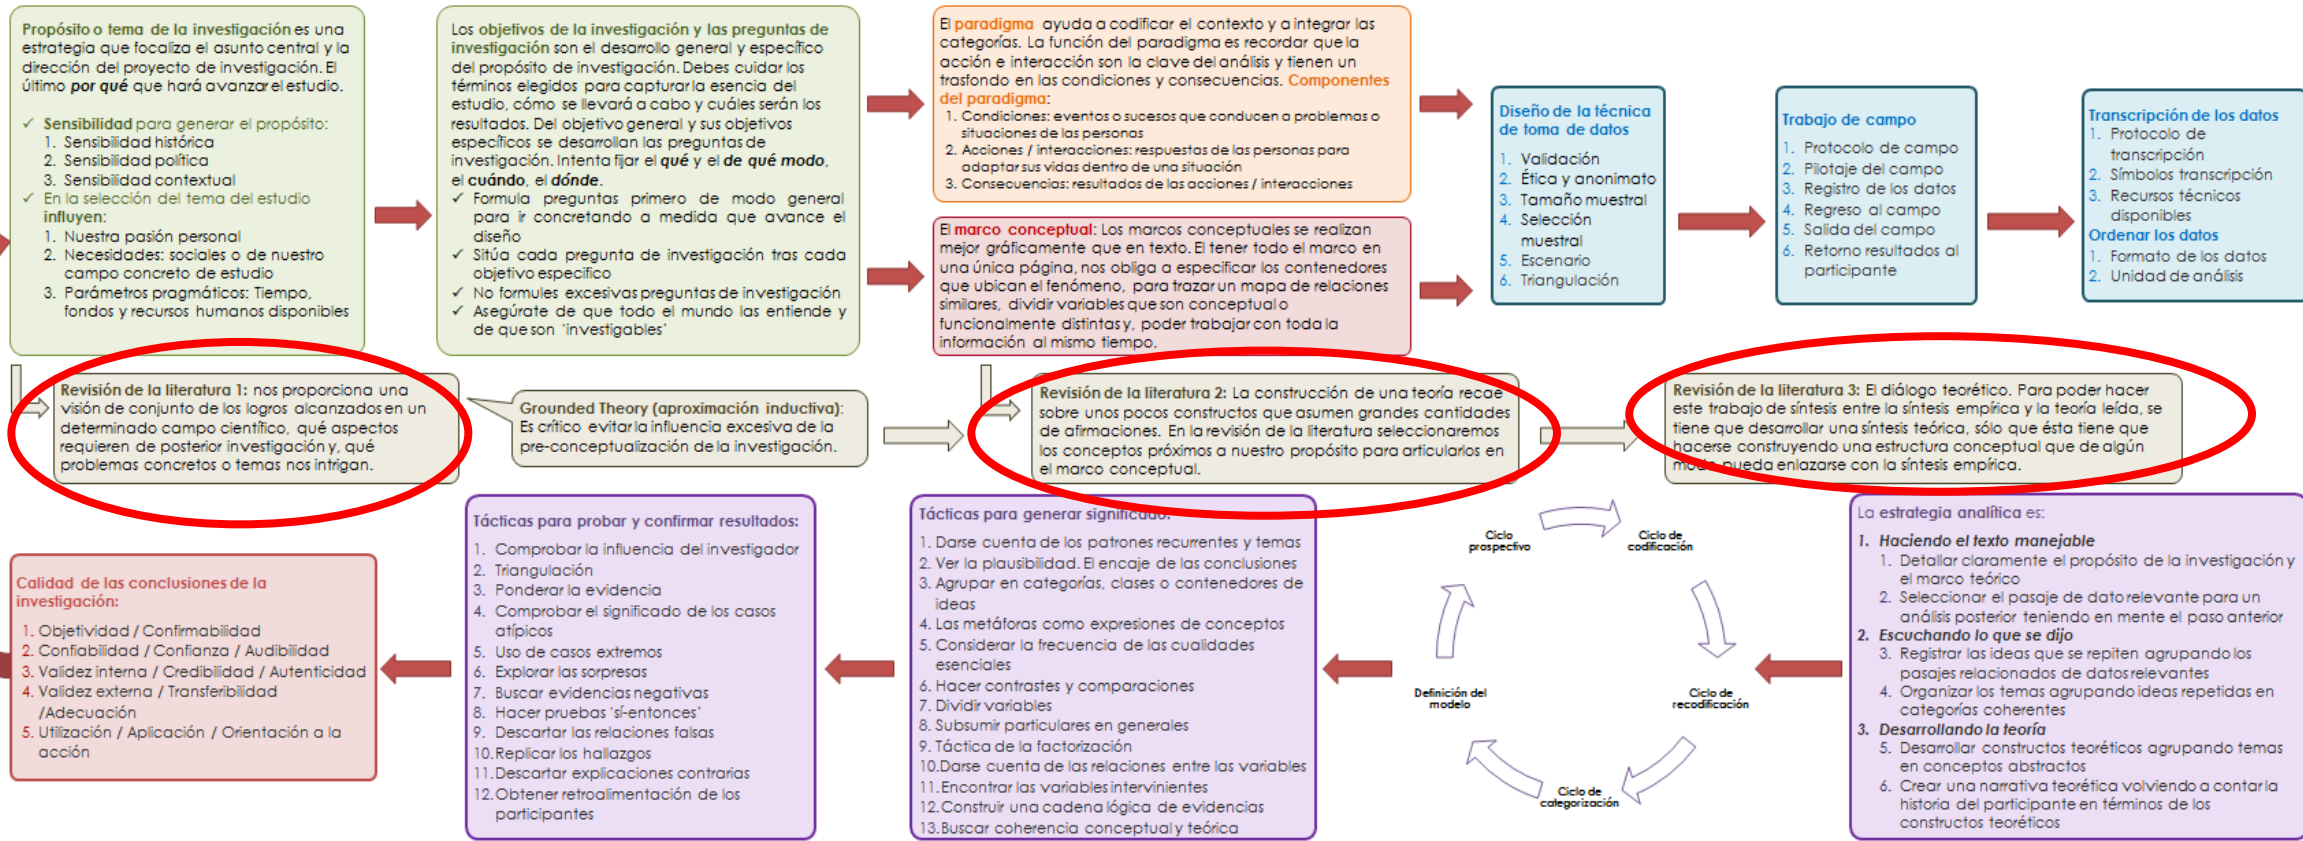 Propósito o tema de la investigación es una
estrategia que focaliza el asunto central y la
dirección del proyecto de investigación. El
último por qué que hará avanzar el estudio.
✓ Sensibilidad para generar el propósito:
1. Sensibilidad histórica
2. Sensibilidad política
3. Sensibilidad contextual
✓ En la selección del tema del estudio
influyen:
1. Nuestra pasión personal
2. Necesidades: sociales o de nuestro
campo concreto de estudio
3. Parámetros pragmáticos: Tiempo,
fondos y recursos humanos disponibles
Los objetivos de la investigación y las preguntas de
investigación son el desarrollo general y específico
del propósito de investigación. Debes cuidar los
términos elegidos para capturar la esencia del
estudio, cómo se llevará a cabo y cuáles serán los
resultados. Del objetivo general y sus objetivos
específicos se desarrollan las preguntas de
investigación. Intenta fijar el qué y el de qué modo,
el cuándo, el dónde.
✓ Formula preguntas primero de modo general
para ir concretando a medida que avance el
diseño
✓ Sitúa cada pregunta de investigación tras cada
objetivo especifico
✓ No formules excesivas preguntas de investigación
✓ Asegúrate de que todo el mundo las entiende y
de que son ‘investigables’
El paradigma ayuda a codificar el contexto y a integrar las
categorías. La función del paradigma es recordar que la
acción e interacción son la clave del análisis y tienen un
trasfondo en las condiciones y consecuencias. Componentes
del paradigma:
1. Condiciones: eventos o sucesos que conducen a problemas o
situaciones de las personas
2. Acciones / interacciones: respuestas de las personas para
adaptar sus vidas dentro de una situación
3. Consecuencias: resultados de las acciones / interacciones
El marco conceptual: Los marcos conceptuales se realizan
mejor gráficamente que en texto. El tener todo el marco en
una única página, nos obliga a especificar los contenedores
que ubican el fenómeno, para trazar un mapa de relaciones
similares, dividir variables que son conceptual o
funcionalmente distintas y, poder trabajar con toda la
información al mismo tiempo.
Diseño de la técnica
de toma de datos
1. Validación
2. Ética y anonimato
3. Tamaño muestral
4. Selección
muestral
5. Escenario
6. Triangulación
Trabajo de campo
1. Protocolo de campo
2. Pilotaje del campo
3. Registro de los datos
4. Regreso al campo
5. Salida del campo
6. Retorno resultados al
participante
Transcripción de los datos
1. Protocolo de
transcripción
2. Símbolos transcripción
3. Recursos técnicos
disponibles
Ordenar los datos
1. Formato de los datos
2. Unidad de análisis
Revisión de la literatura 1: nos proporciona una
visión de conjunto de los logros alcanzados en un
determinado campo científico, qué aspectos
requieren de posterior investigación y, qué
problemas concretos o temas nos intrigan.
Grounded Theory (aproximación inductiva):
Es crítico evitar la influencia excesiva de la
pre-conceptualización de la investigación.
Revisión de la literatura 2: La construcción de una teoría recae
sobre unos pocos constructos que asumen grandes cantidades
de afirmaciones. En la revisión de la literatura seleccionaremos
los conceptos próximos a nuestro propósito para articularlos en
el marco conceptual.
Revisión de la literatura 3: El diálogo teorético. Para poder hacer
este trabajo de síntesis entre la síntesis empírica y la teoría leída, se
tiene que desarrollar una síntesis teórica, sólo que ésta tiene que
hacerse construyendo una estructura conceptual que de algún
modo pueda enlazarse con la síntesis empírica.
Calidad de las conclusiones de la
investigación:
1. Objetividad / Confirmabilidad
2. Confiabilidad / Confianza / Audibilidad
3. Validez interna / Credibilidad / Autenticidad
4. Validez externa / Transferibilidad
/Adecuación
5. Utilización / Aplicación / Orientación a la
acción
Tácticas para probar y confirmar resultados:
1. Comprobar la influencia del investigador
2. Triangulación
3. Ponderar la evidencia
4. Comprobar el significado de los casos
atípicos
5. Uso de casos extremos
6. Explorar las sorpresas
7. Buscar evidencias negativas
8. Hacer pruebas ‘sí-entonces’
9. Descartar las relaciones falsas
10. Replicar los hallazgos
11. Descartar explicaciones contrarias
12. Obtener retroalimentación de los
participantes
Tácticas para generar significado:
1. Darse cuenta de los patrones recurrentes y temas
2. Ver la plausibilidad. El encaje de las conclusiones
3. Agrupar en categorías, clases o contenedores de
ideas
4. Las metáforas como expresiones de conceptos
5. Considerar la frecuencia de las cualidades
esenciales
6. Hacer contrastes y comparaciones
7. Dividir variables
8. Subsumir particulares en generales
9. Táctica de la factorización
10. Darse cuenta de las relaciones entre las variables
11. Encontrar las variables intervinientes
12. Construir una cadena lógica de evidencias
13. Buscar coherencia conceptual y teórica
Ciclo
prospectivo
Ciclo de
codificación
Ciclo de
recodificación
Ciclo de
categorización
Definición del
modelo
La estrategia analítica es:
1. Haciendo el texto manejable
1. Detallar claramente el propósito de la investigación y
el marco teórico
2. Seleccionar el pasaje de dato relevante para un
análisis posterior teniendo en mente el paso anterior
2. Escuchando lo que se dijo
3. Registrar las ideas que se repiten agrupando los
pasajes relacionados de datos relevantes
4. Organizar los temas agrupando ideas repetidas en
categorías coherentes
3. Desarrollando la teoría
5. Desarrollar constructos teoréticos agrupando temas
en conceptos abstractos
6. Crear una narrativa teorética volviendo a contar la
historia del participante en términos de los
constructos teoréticos